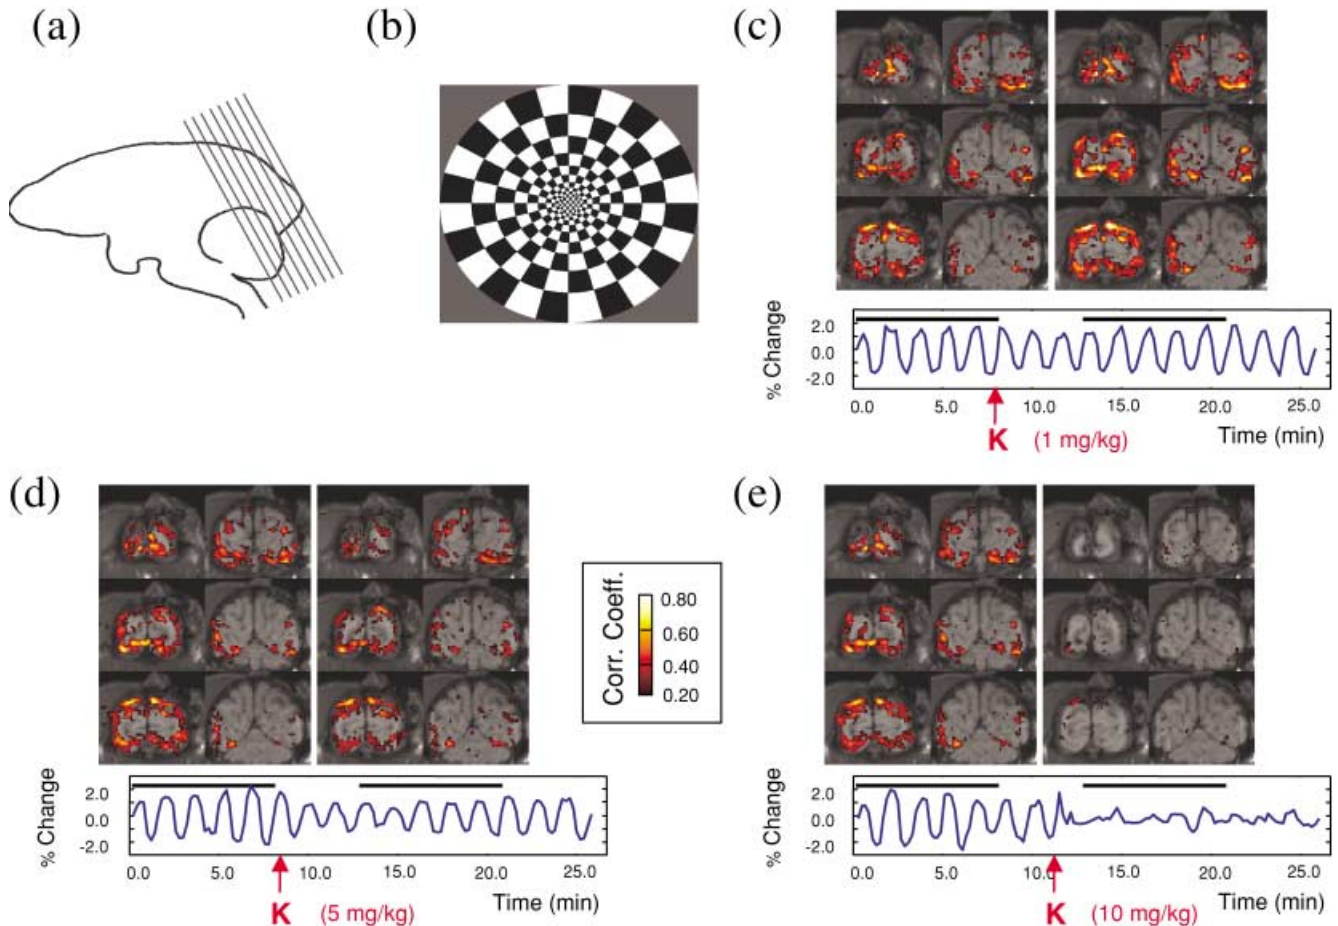 (a)
(b)
(c)
% Change
2.0
0.0
-2.0
0.0 5.0 10.0 15.0 20.0 25.0
K (1 mg/kg) Time (min)
(d)
% Change
2.0
0.0
-2.0
0.0 5.0 10.0 15.0 20.0 25.0
K (5 mg/kg) Time (min)
Corr. Coeff.
0.80
0.60
0.40
0.20
(e)
% Change
2.0
0.0
-2.0
0.0 5.0 10.0 15.0 20.0 25.0
K (10 mg/kg) Time (min)